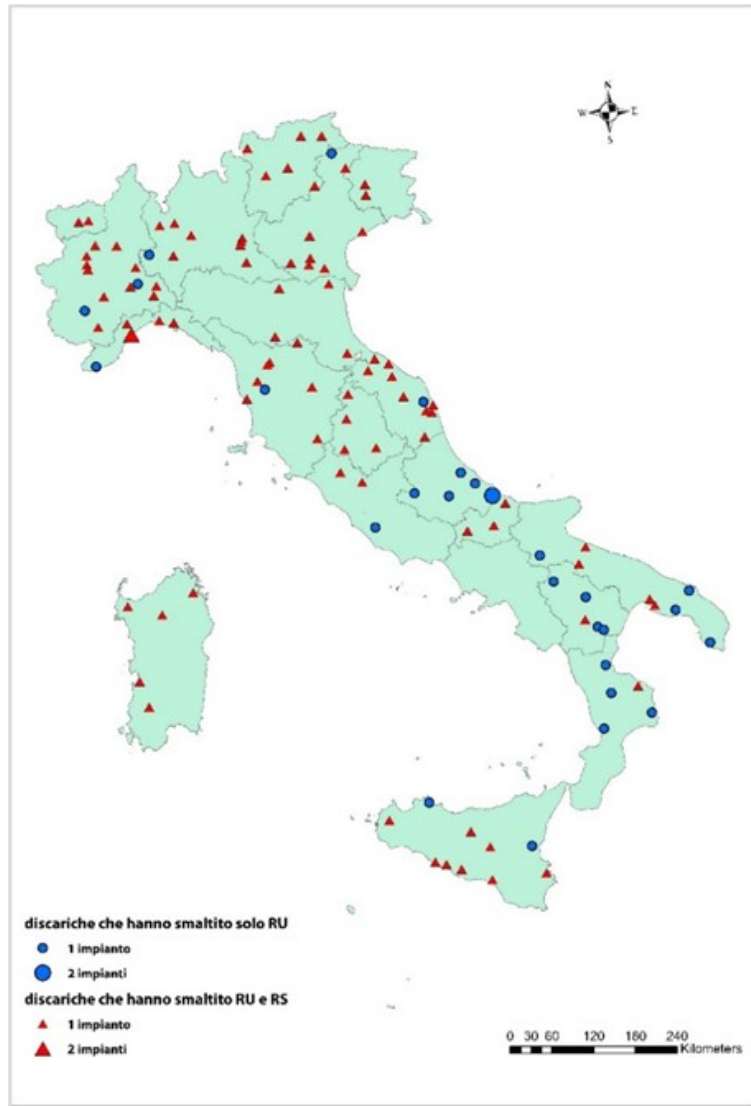 N
W E
S
discariche che hanno smaltito solo RU
1 impianto
2 impianti
discariche che hanno smaltito RU e RS
1 impianto
2 impianti
0 30 60 120 180 240
Kilometers